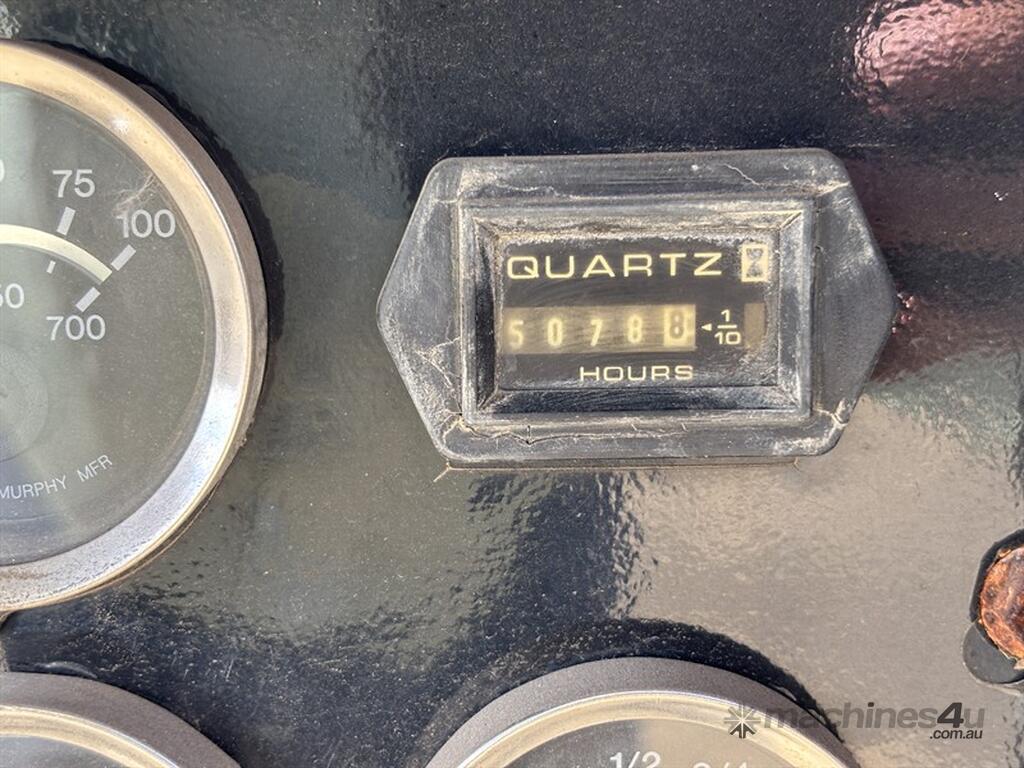 75
100
50
700
MURPHY MFR
QUARTZ
50788
1/10
HOURS
1/2
machines4u
.com.au